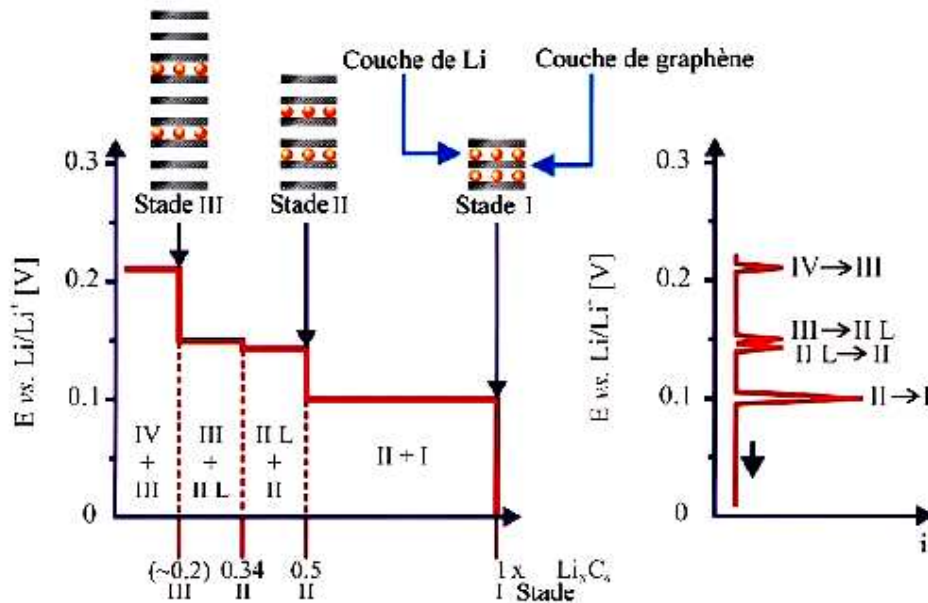 Couche de Li
Couche de graphène
Stade III
Stade II
Stade I
E vs. Li/Li+ [V]
0.3
0.2
0.1
0
IV
+
III
III
+
II L
II L
+
II
II + I
(~0.2) 0.34 0.5 1 x
III II II I Stade
E vs. Li/Li+ [V]
0.3
0.2
0.1
0
IV→III
III→II L
II L→II
II→I
i